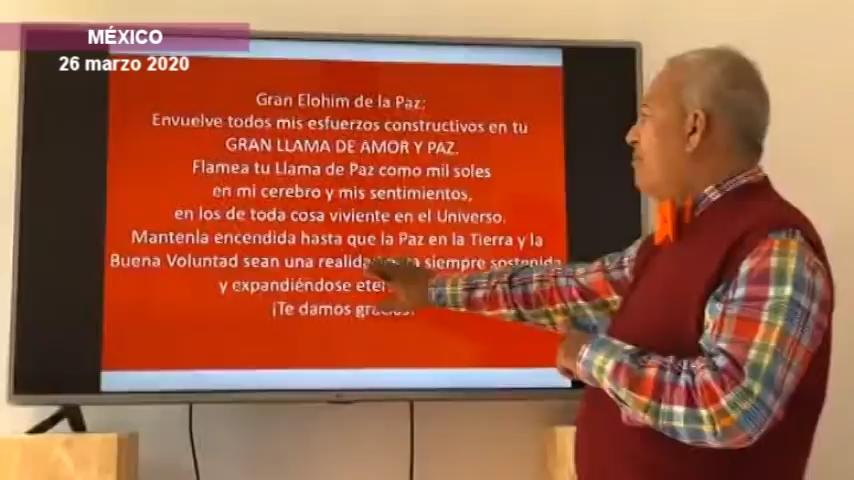 MÉXICO
26 marzo 2020
Gran Elohim de la Paz:
Envuelve todos mis esfuerzos constructivos en tu
GRAN LLAMA DE AMOR Y PAZ.
Flamea tu Llama de Paz como mil soles
en mi cerebro y mis sentimientos,
en los de toda cosa viviente en el Universo.
Mantenla encendida hasta que la Paz en la Tierra y la
Buena Voluntad sean una siempre sostenida
y expandiéndose
¡Te damos gracias!